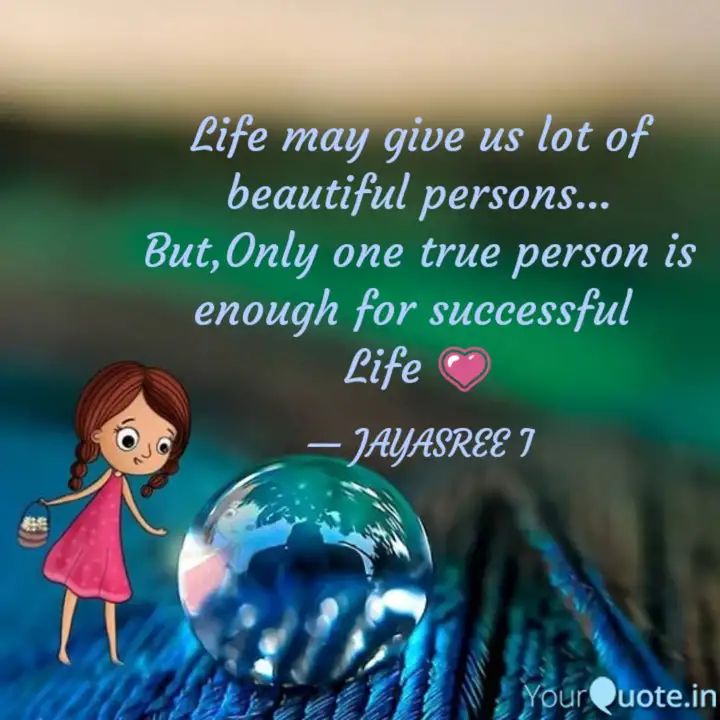 Life may give us lot of
beautiful persons...
But,Only one true person is
enough for successful
Life 💗
— JAYASREE T
YourQuote.in